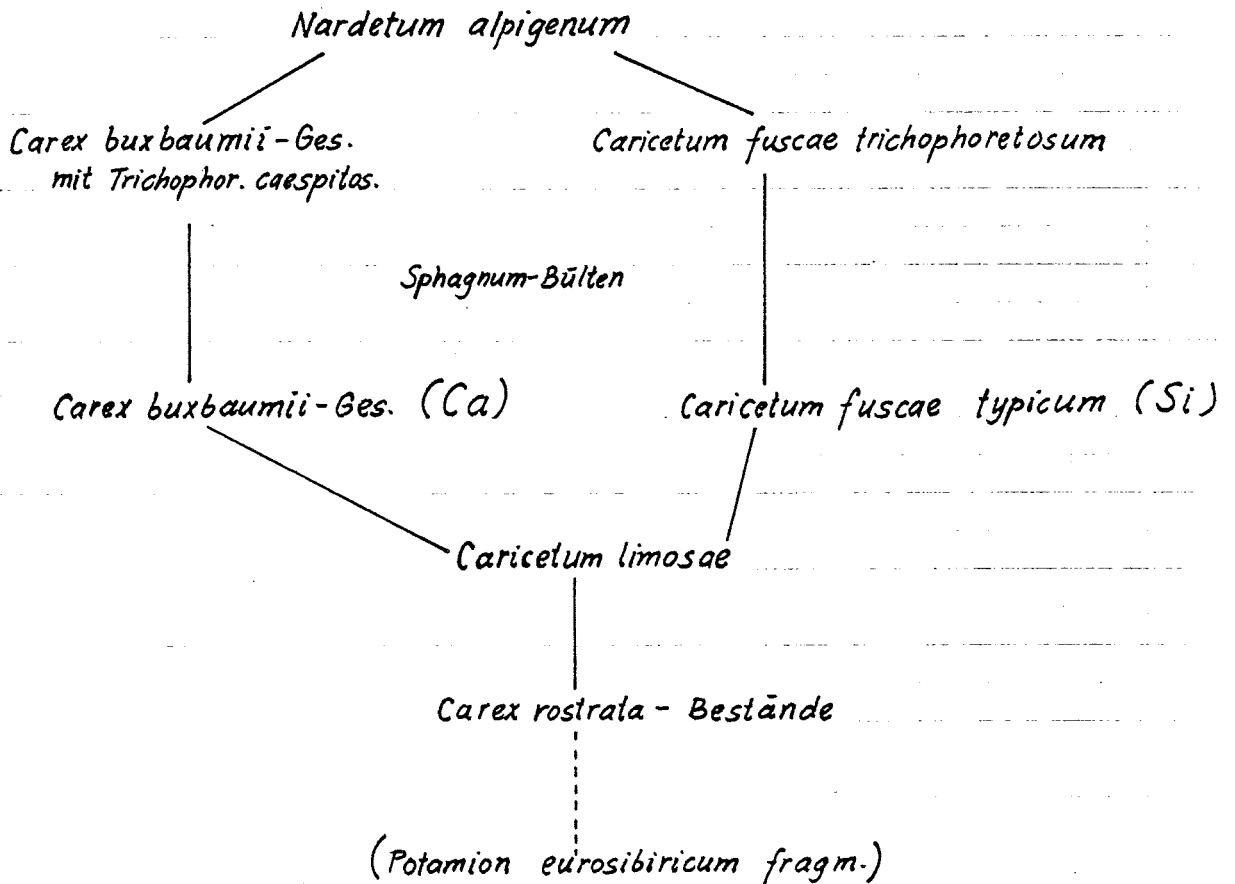 Nardetum alpigenum
Carex buxbaumii-Ges.
mit Trichophor. caespitos.
Caricetum fuscae trichophoretosum
Sphagnum-Bülten
Carex buxbaumii-Ges. (Ca)
Caricetum fuscae typicum (Si)
Caricetum limosae
Carex rostrata - Bestände
(Potamion eurosibiricum fragm.)